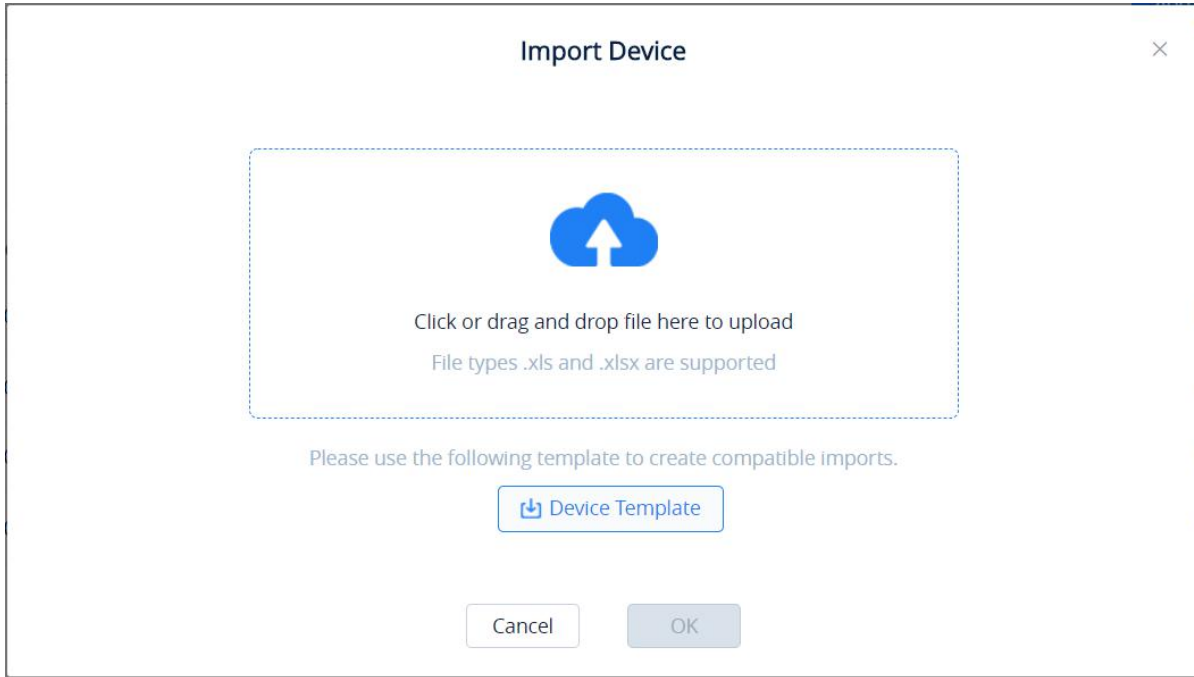 Import Device
Click or drag and drop file here to upload
File types .xls and .xlsx are supported
Please use the following template to create compatible imports.
Device Template
Cancel
OK